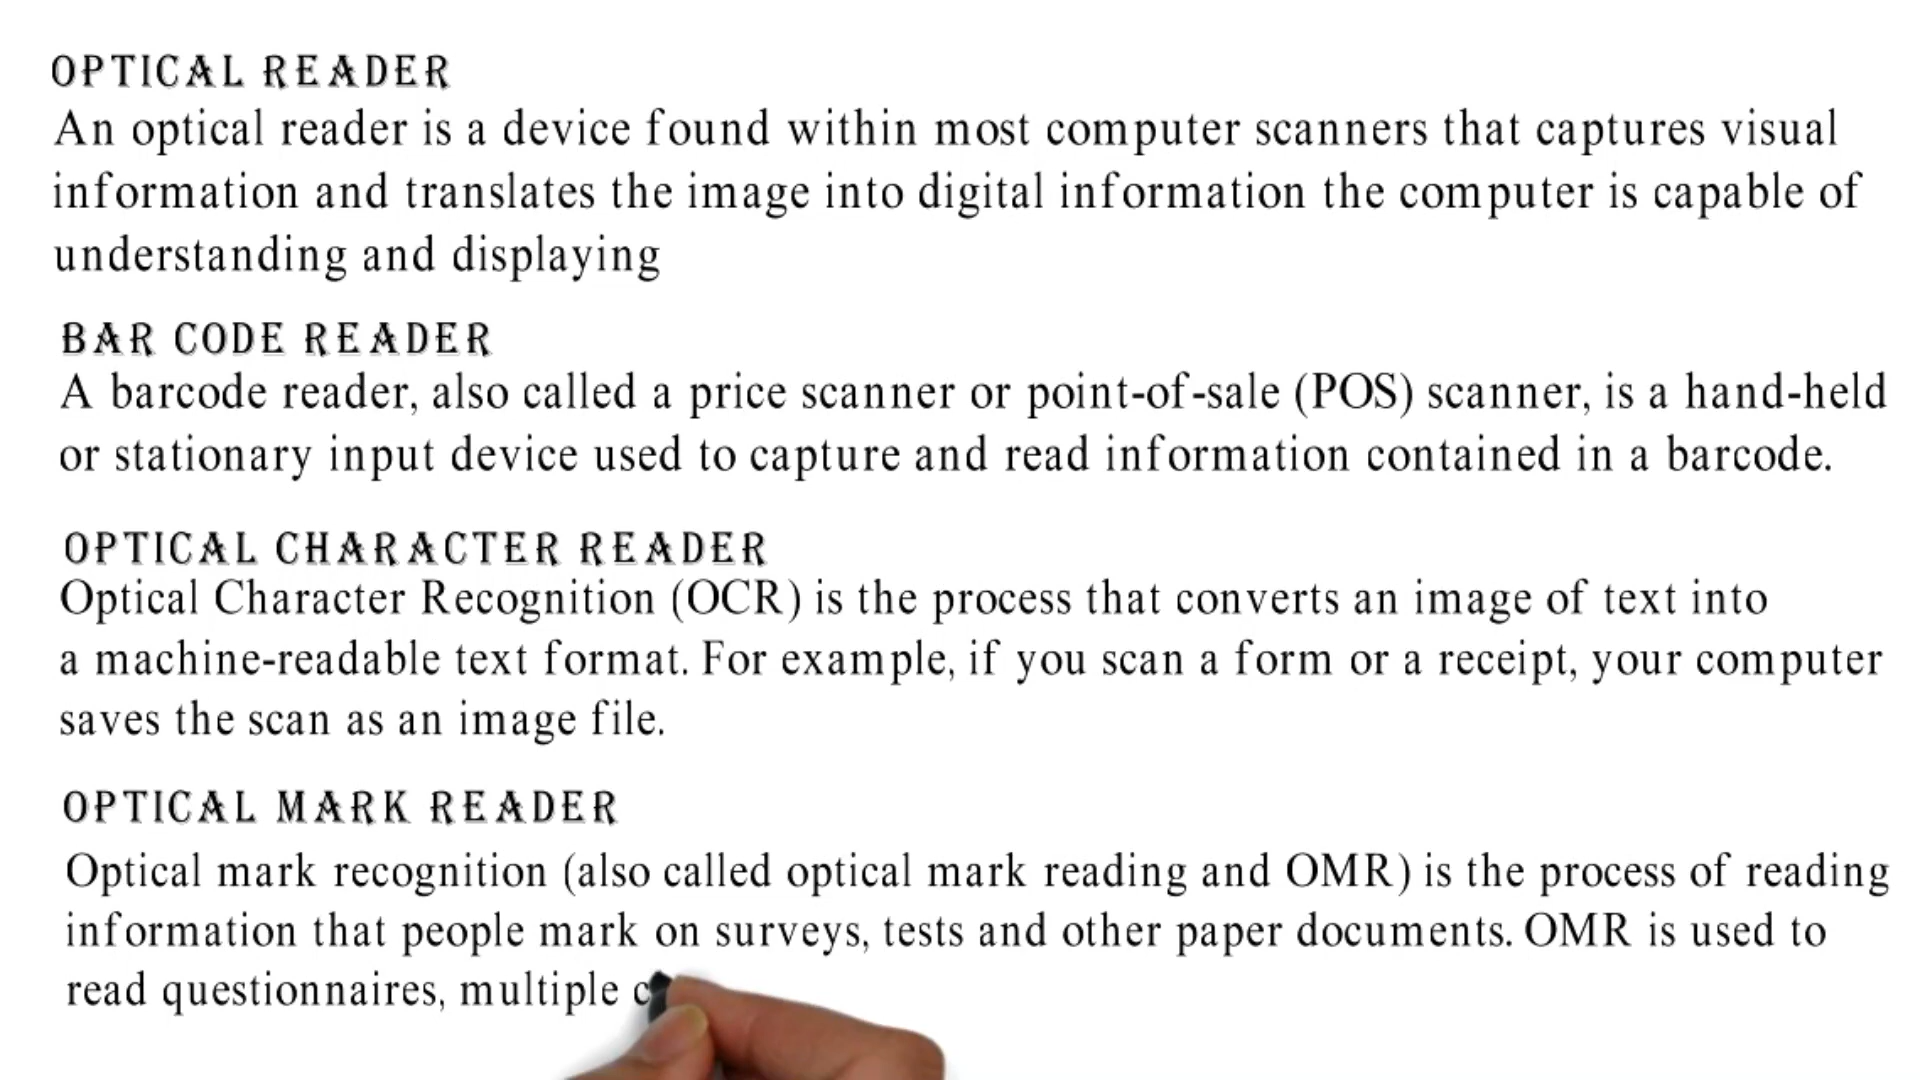 OPTICAL READER
An optical reader is a device found within most computer scanners that captures visual
information and translates the image into digital information the computer is capable of
understanding and displaying
BAR CODE READER
A barcode reader, also called a price scanner or point-of-sale (POS) scanner, is a hand-held
or stationary input device used to capture and read information contained in a barcode.
OPTICAL CHARACTER READER
Optical Character Recognition (OCR) is the process that converts an image of text into
a machine-readable text format. For example, if you scan a form or a receipt, your computer
saves the scan as an image file.
OPTICAL MARK READER
Optical mark recognition (also called optical mark reading and OMR) is the process of reading
information that people mark on surveys, tests and other paper documents. OMR is used to
read questionnaires, multiple